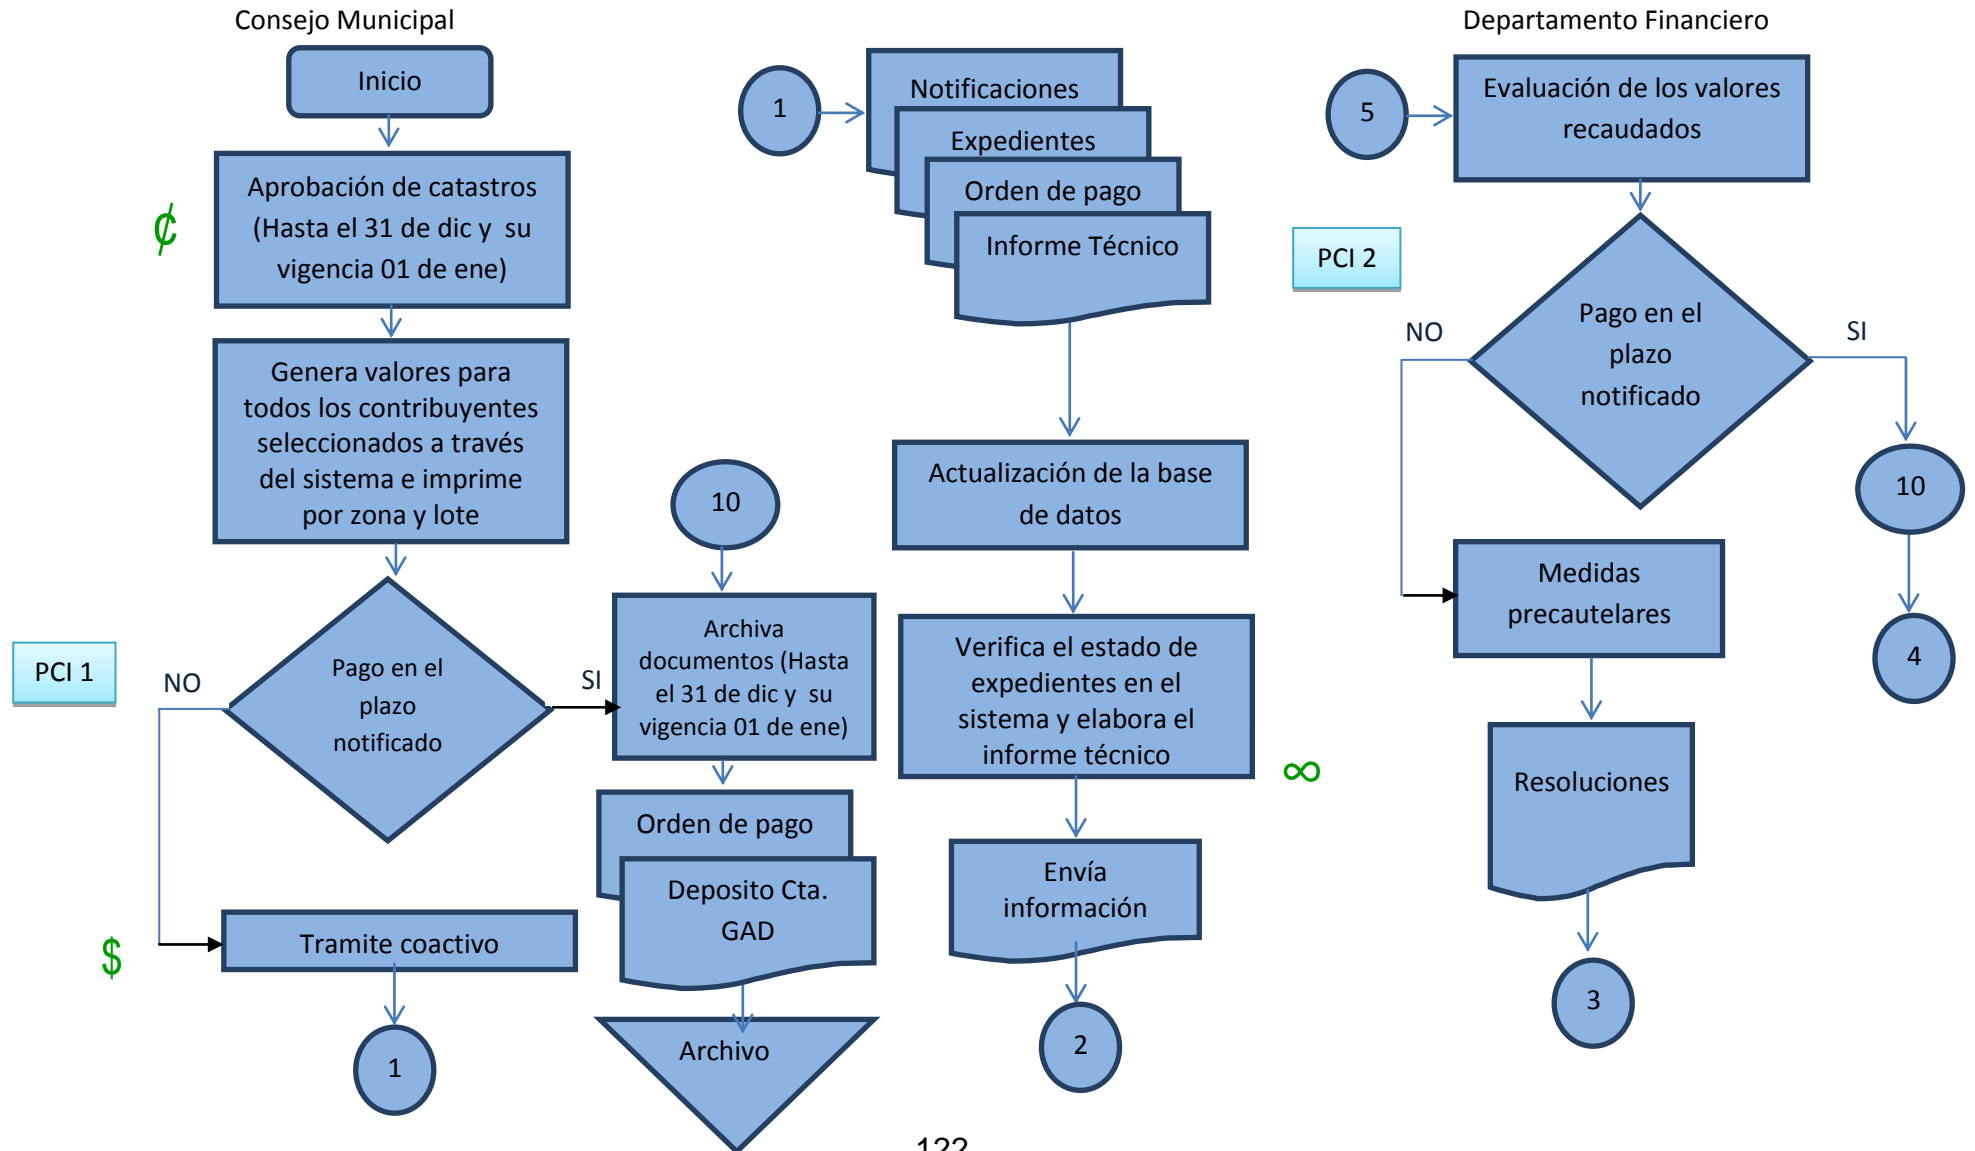 Consejo Municipal
Inicio
¢
Aprobación de catastros
(Hasta el 31 de dic y su
vigencia 01 de ene)
Genera valores para
todos los contribuyentes
seleccionados a través
del sistema e imprime
por zona y lote
PCI 1
NO
Pago en el
plazo
notificado
SI
$
Tramite coactivo
1
10
Archiva
documentos (Hasta
el 31 de dic y su
vigencia 01 de ene)
Orden de pago
Deposito Cta.
GAD
Archivo
1
Notificaciones
Expedientes
Orden de pago
Informe Técnico
Actualización de la base
de datos
Verifica el estado de
expedientes en el
sistema y elabora el
informe técnico
∞
Envía
información
2
Departamento Financiero
5
Evaluación de los valores
recaudados
PCI 2
NO
Pago en el
plazo
notificado
SI
10
4
Medidas
precautelares
Resoluciones
3
122